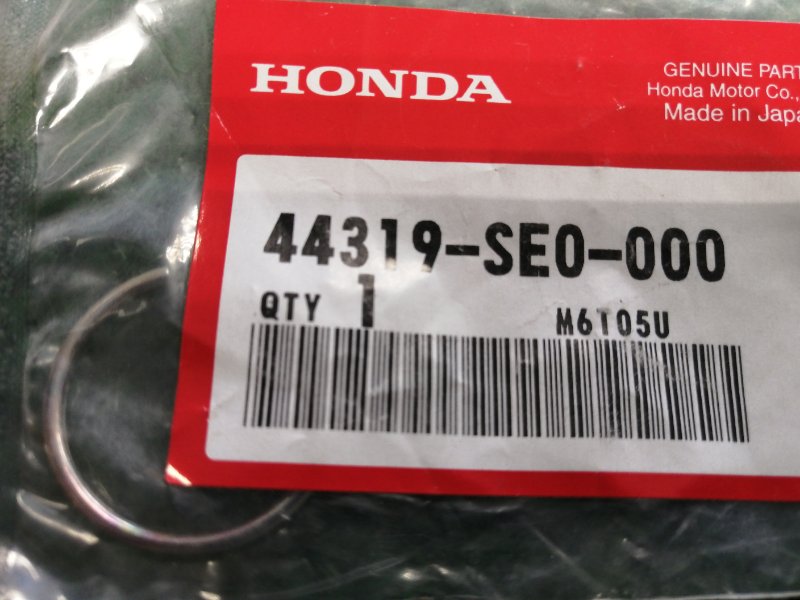 HONDA
GENUINE PART
Honda Motor Co.,
Made in Japa
44319-SE0-000
QTY 1 M6T05U